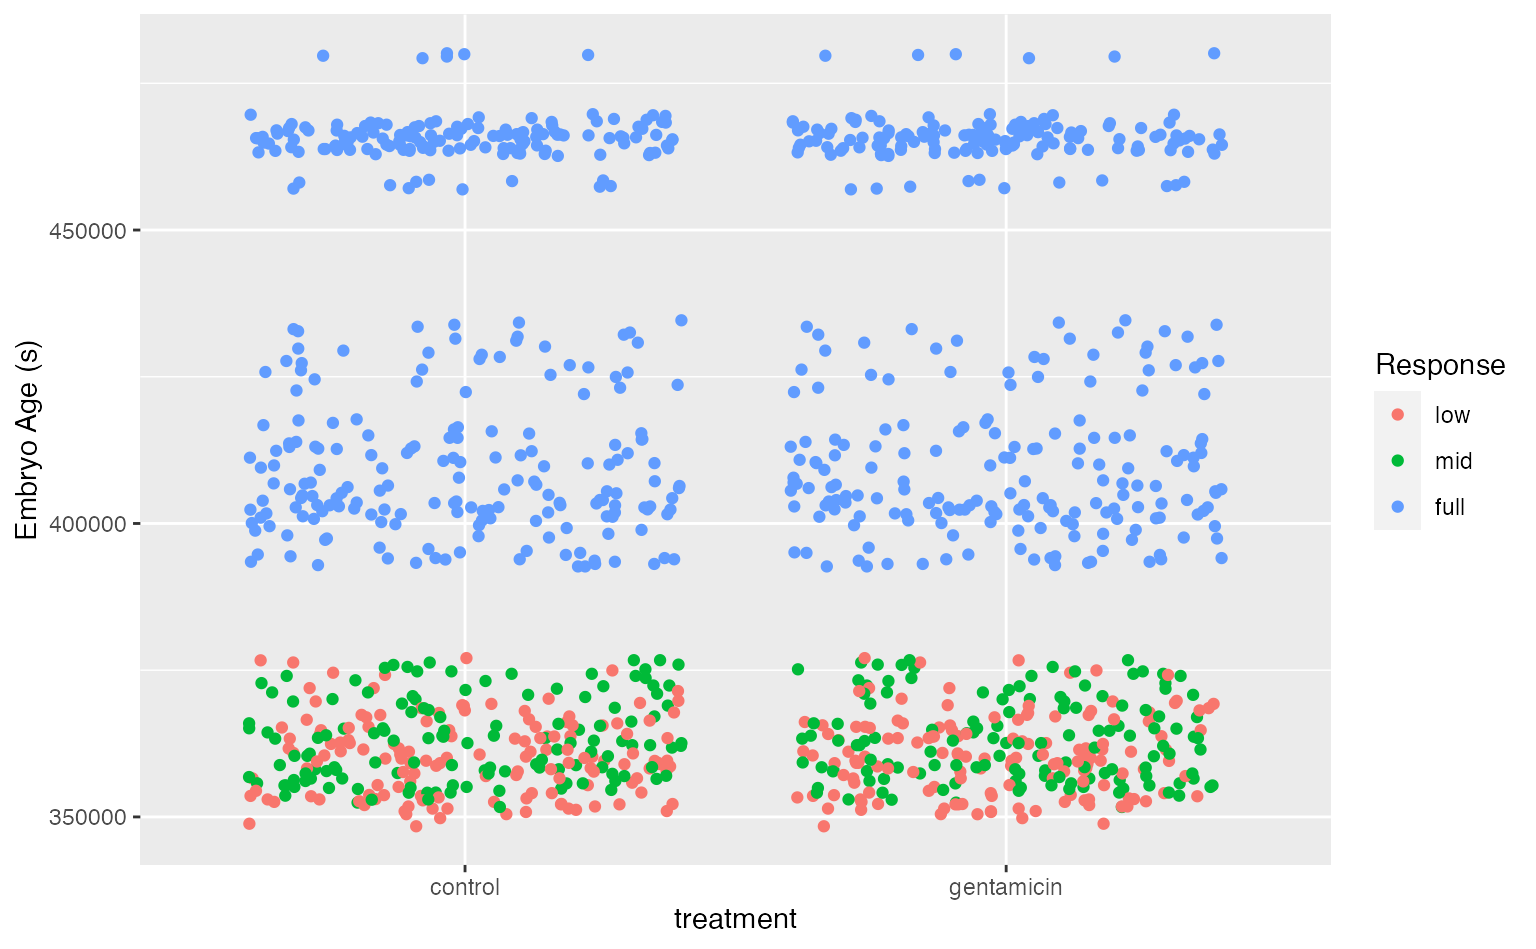 Embryo Age (s)
450000
400000
350000
control
gentamicin
treatment
Response
low
mid
full